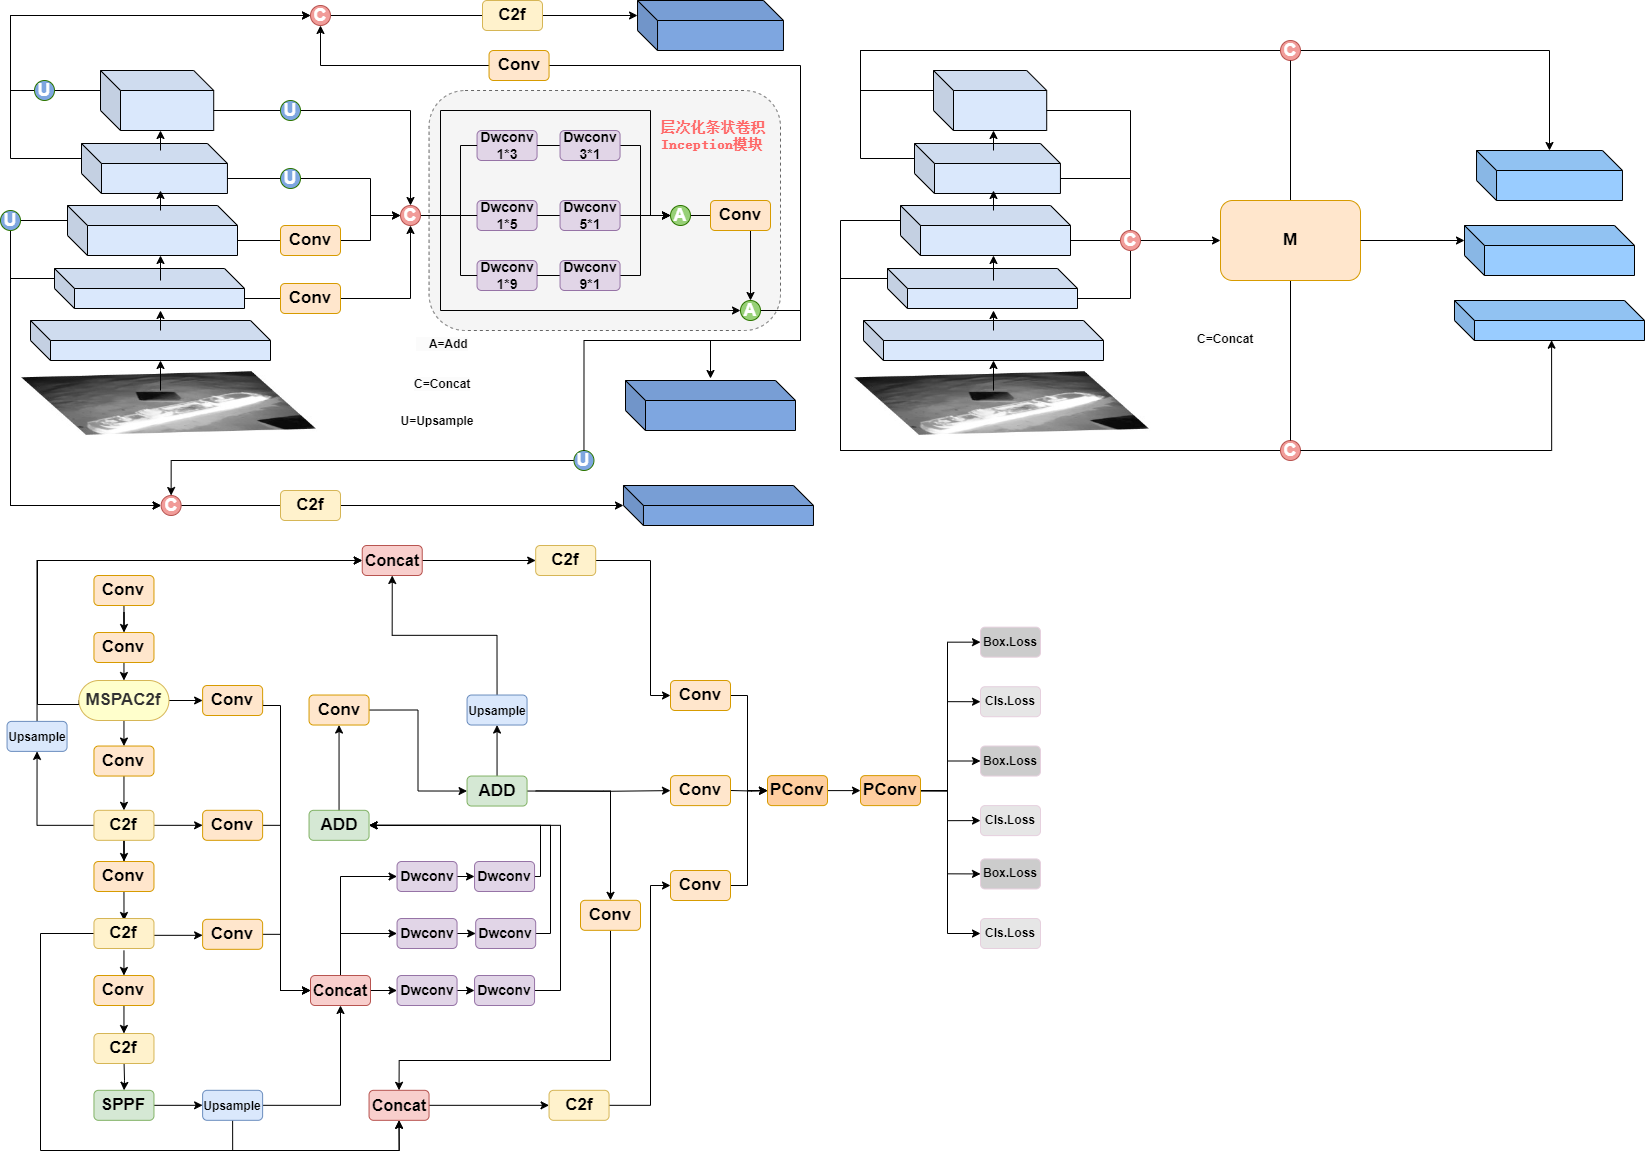 C
C2f
Conv
U
U
U
U
层次化条状卷积
Inception模块
Dwconv
1*3
Dwconv
3*1
Dwconv
1*5
Dwconv
5*1
Dwconv
1*9
Dwconv
9*1
C
A
Conv
Conv
Conv
A
A=Add
C=Concat
U=Upsample
U
C
C2f
C
C
M
C=Concat
C
Concat
C2f
Conv
Conv
MSPAC2f
Conv
Upsample
Conv
C2f
Conv
Conv
C2f
Conv
Conv
C2f
SPPF
Upsample
Conv
Upsample
ADD
ADD
Dwconv
Dwconv
Dwconv
Dwconv
Concat
Dwconv
Dwconv
Conv
Concat
C2f
Conv
Conv
Conv
PConv
PConv
Box.Loss
Cls.Loss
Box.Loss
Cls.Loss
Box.Loss
Cls.Loss